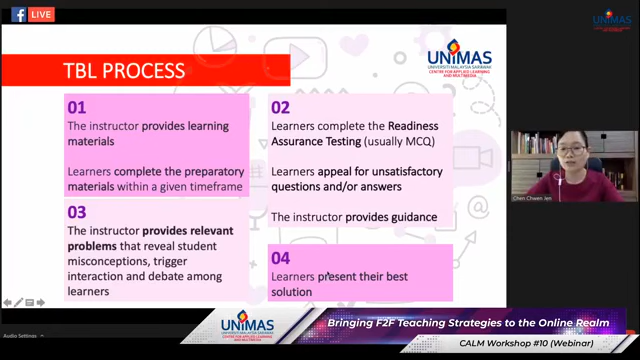 LIVE
UNIMAS
UNIVERSITI MALAYSIA SARAWAK
CENTRE FOR APPLIED LEARNING
AND MULTIMEDIA
UNIMAS
TBL PROCESS
01
The instructor provides learning
materials
Learners complete the preparatory
materials within a given timeframe
02
Learners complete the Readiness
Assurance Testing (usually MCQ)
Learners appeal for unsatisfactory
questions and/or answers
The instructor provides guidance
03
The instructor provides relevant
problems that reveal student
misconceptions, trigger
interaction and debate among
learners
04
Learners present their best
solution
Chen Chwen Jen
Audio Settings
UNIMAS
Bringing F2F Teaching Strategies to the Online Realm
CALM Workshop #10 (Webinar)